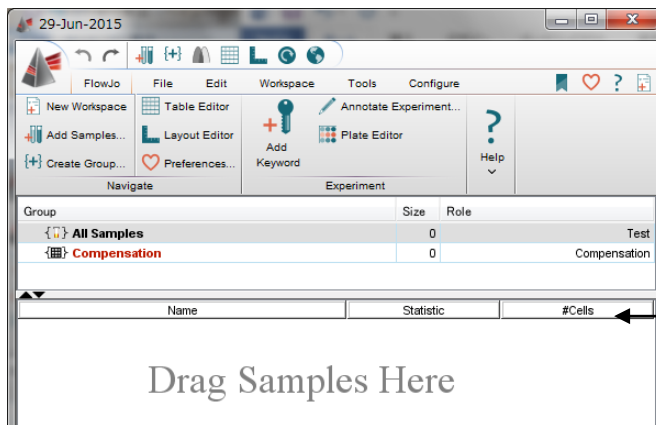 29-Jun-2015
FlowJo File Edit Workspace Tools Configure
New Workspace Table Editor Annotate Experiment...
Add Samples... Layout Editor Add Keyword Plate Editor
{+} Create Group... Preferences... Help
Navigate Experiment
Group Size Role
All Samples 0 Test
Compensation 0 Compensation
Name Statistic #Cells
Drag Samples Here